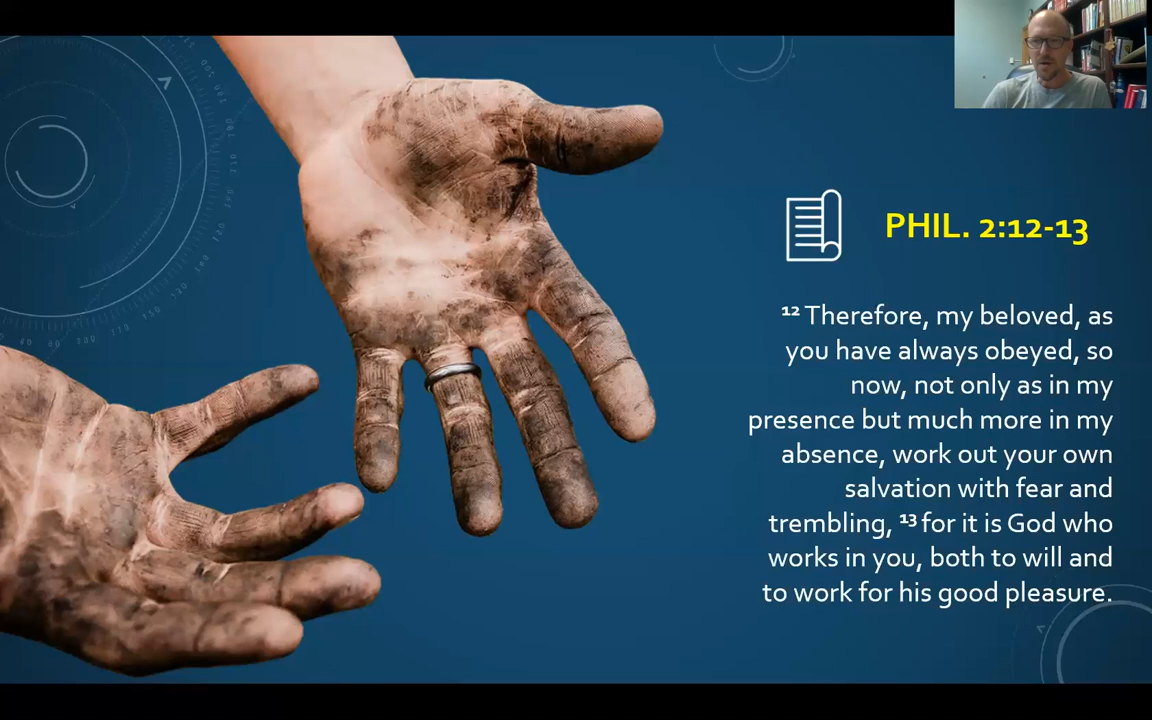 PHIL. 2:12-13
12 Therefore, my beloved, as
you have always obeyed, so
now, not only as in my
presence but much more in my
absence, work out your own
salvation with fear and
trembling, 13 for it is God who
works in you, both to will and
to work for his good pleasure.